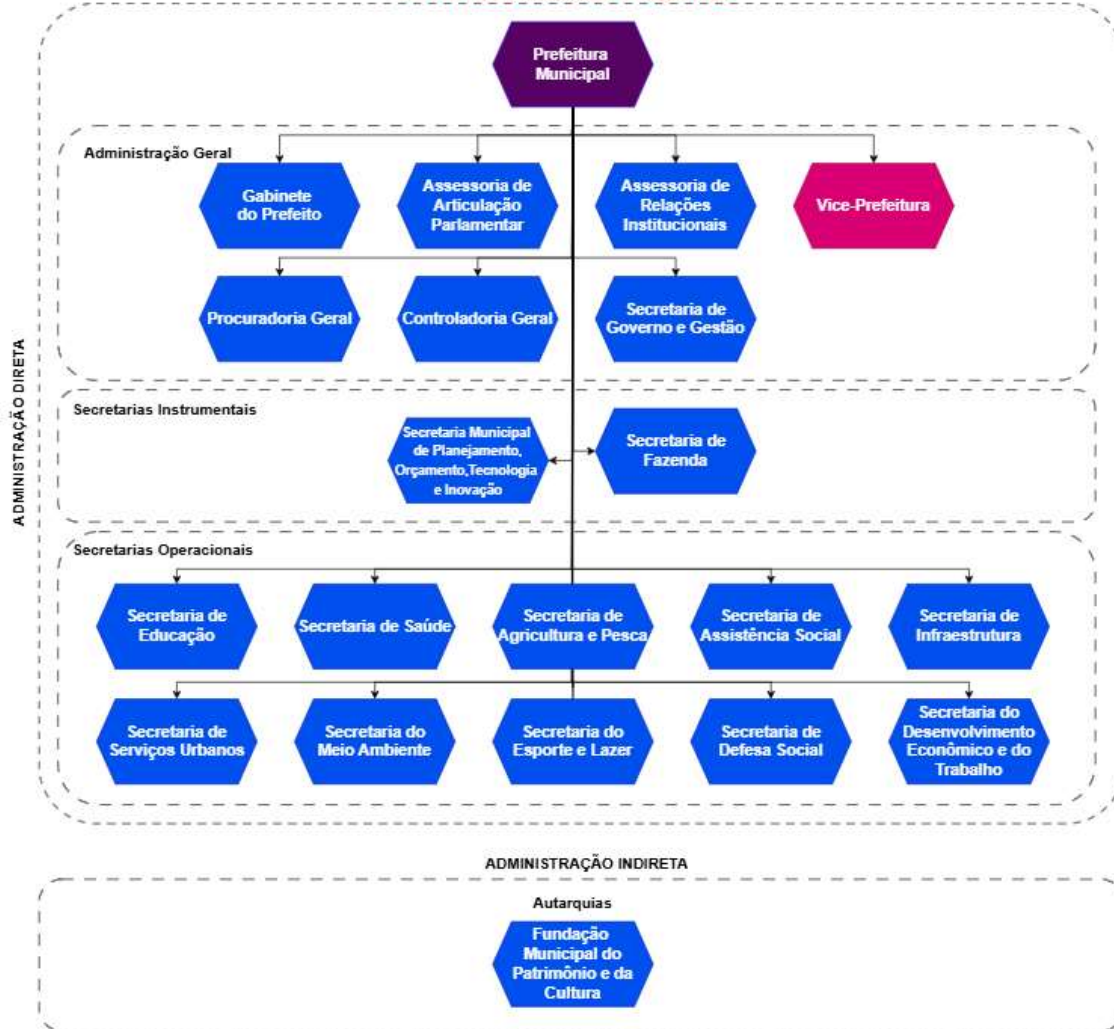 Prefeitura
Municipal
Administração Geral
Gabinete
do Prefeito
Assessoria de
Articulação
Parlamentar
Assessoria de
Relações
Institucionais
Vice-Prefeitura
Procuradoria Geral
Controladoria Geral
Secretaria de
Governo e Gestão
ADMINISTRAÇÃO DIRETA
Secretarias Instrumentais
Secretaria Municipal
de Planejamento,
Orçamento,Tecnologia
e Inovação
Secretaria de
Fazenda
Secretarias Operacionais
Secretaria de
Educação
Secretaria de Saúde
Secretaria de
Agricultura e Pesca
Secretaria de
Assistência Social
Secretaria de
Infraestrutura
Secretaria de
Serviços Urbanos
Secretaria do
Meio Ambiente
Secretaria do
Esporte e Lazer
Secretaria de
Defesa Social
Secretaria do
Desenvolvimento
Econômico e do
Trabalho
ADMINISTRAÇÃO INDIRETA
Autarquias
Fundação
Municipal do
Patrimônio e da
Cultura